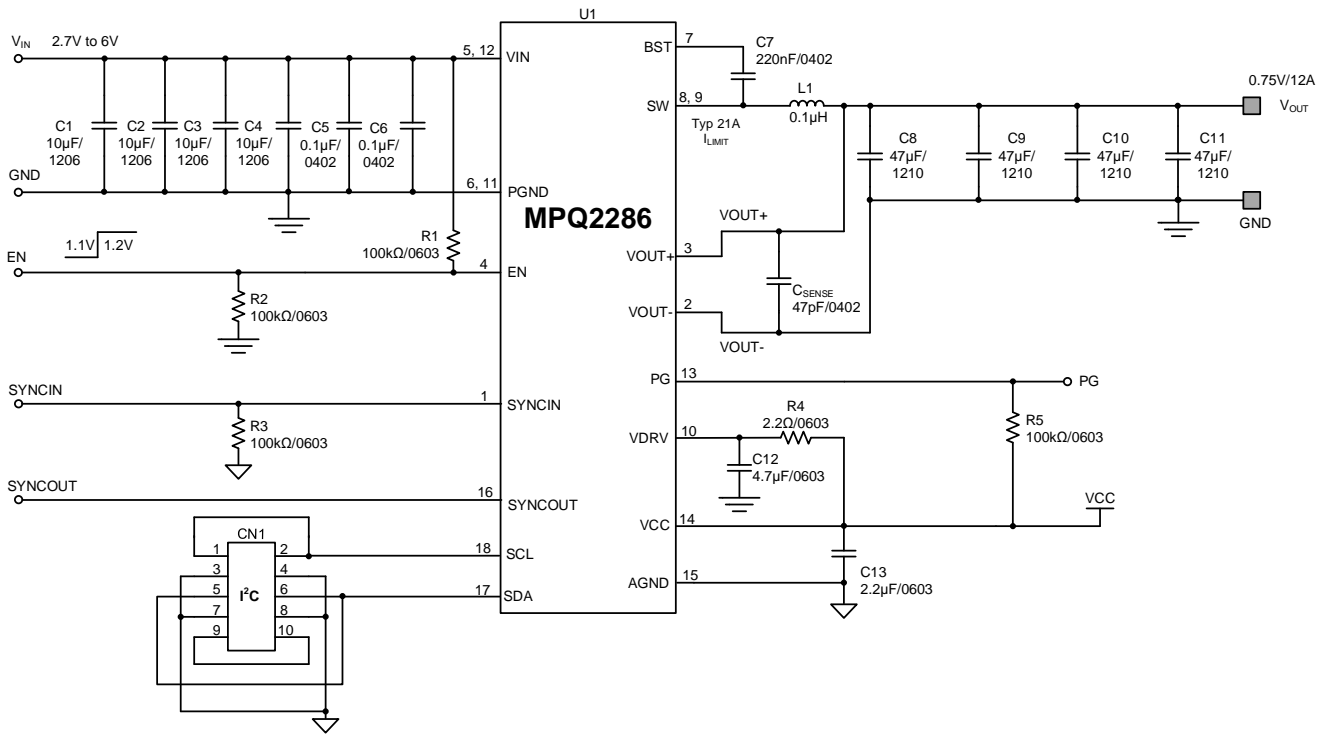 U1
V_IN 2.7V to 6V
5, 12 VIN
C1
10µF/
1206
C2
10µF/
1206
C3
10µF/
1206
C4
10µF/
1206
C5
0.1µF/
0402
C6
0.1µF/
0402
GND
6, 11 PGND
R1
100kΩ/0603
1.1V 1.2V
EN
4 EN
R2
100kΩ/0603
SYNCIN
1 SYNCIN
R3
100kΩ/0603
SYNCOUT
16 SYNCOUT
CN1
1 2
3 4
5 6
7 8
9 10
I²C
18 SCL
17 SDA
MPQ2286
BST 7
C7
220nF/0402
SW 8, 9
Typ 21A
I_LIMIT
L1
0.1µH
0.75V/12A
V_OUT
C8
47µF/
1210
C9
47µF/
1210
C10
47µF/
1210
C11
47µF/
1210
GND
VOUT+
VOUT+ 3
C_SENSE
47pF/0402
VOUT- 2
VOUT-
PG 13
PG
R4
2.2Ω/0603
R5
100kΩ/0603
VDRV 10
C12
4.7µF/0603
VCC 14
VCC
C13
2.2µF/0603
AGND 15